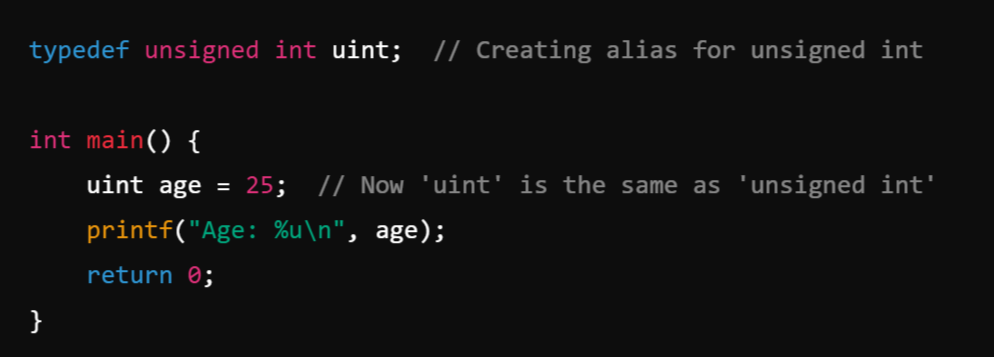 typedef unsigned int uint;  // Creating alias for unsigned int
int main() {
    uint age = 25;  // Now 'uint' is the same as 'unsigned int'
    printf("Age: %u\n", age);
    return 0;
}